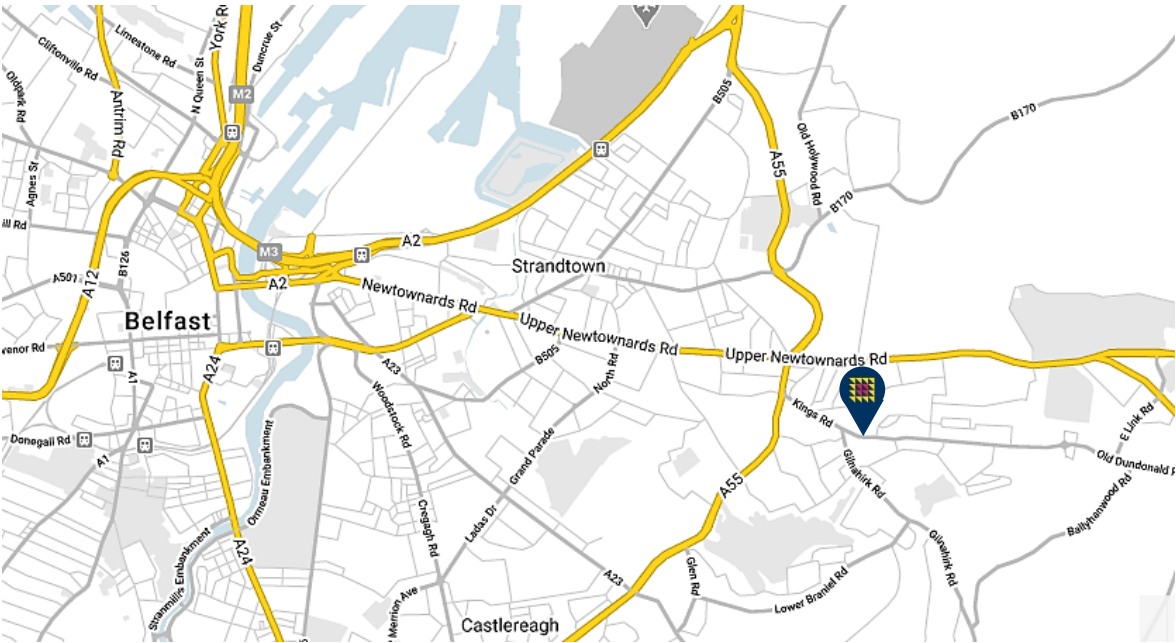 York R
Limestone Rd
Duncrue St
Cliftonville Rd
N Queen St
M2
B505
Oldpark Rd
Antrim Rd
B170
Old Holywood Rd
A55
Agnes St
B170
ill Rd
M3
A2
B126
A501
A12
A2
Strandtown
Newtownards Rd
Belfast
Upper Newtownards Rd
venor Rd
Upper Newtownards Rd
A24
A23
B505
A1
North Rd
Woodstock Rd
Kings Rd
E Link Rd
Donegall Rd
A1
Ormeau Embankment
Grand Parade
Gilnahirk Rd
Old Dundonald R
A55
Ballyhanwood Rd
Cregagh Rd
Ladas Dr
A24
Stranmillis Embankment
Gilnahirk Rd
Glen Rd
A23
Lower Braniel Rd
Merrion Ave
Castlereagh